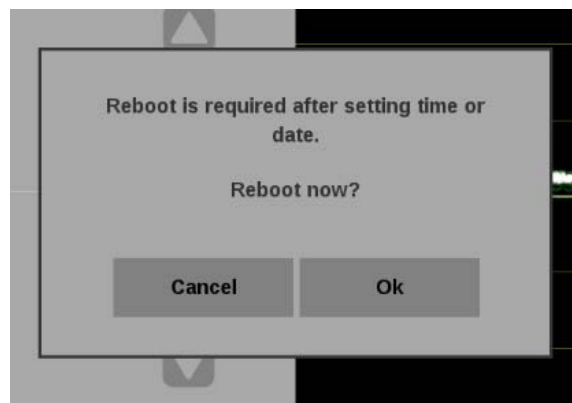 Reboot is required after setting time or
date.
Reboot now?
Cancel
Ok